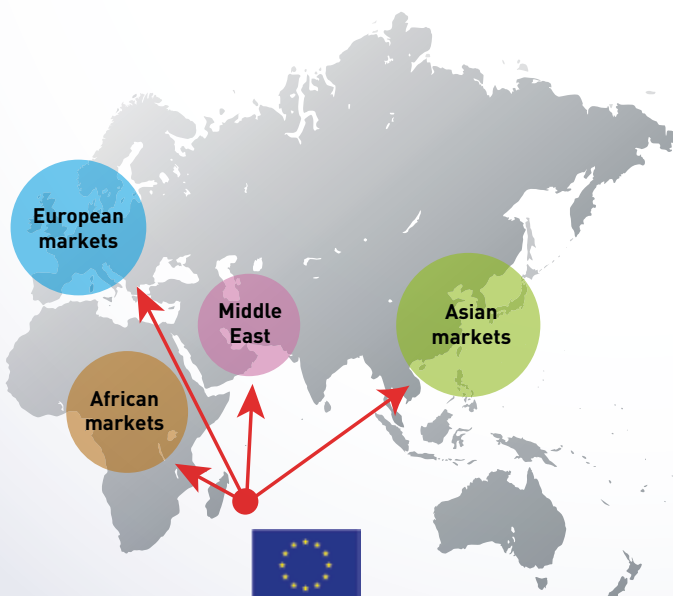 European
markets
Middle
East
Asian
markets
African
markets